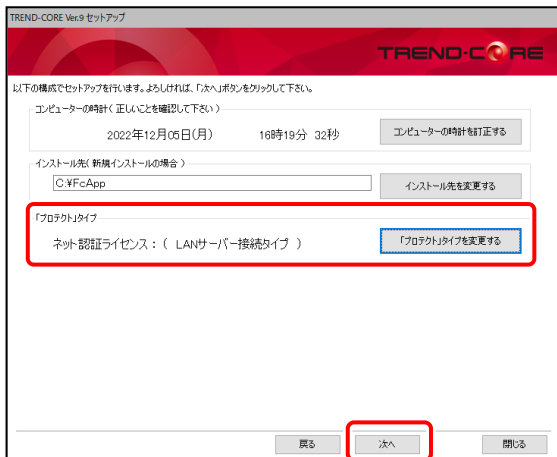 TREND-CORE Ver.9 セットアップ
TREND-CORE
以下の構成でセットアップを行います。よろしければ、「次へ」ボタンをクリックして下さい。
コンピューターの時計（ 正しいことを確認して下さい ）
2022年12月05日(月) 16時19分 32秒
コンピューターの時計を訂正する
インストール先（ 新規インストールの場合 ）
C:¥FcApp
インストール先を変更する
「プロテクト」タイプ
ネット認証ライセンス：（ LANサーバー接続タイプ ）
「プロテクト」タイプを変更する
戻る 次へ 閉じる